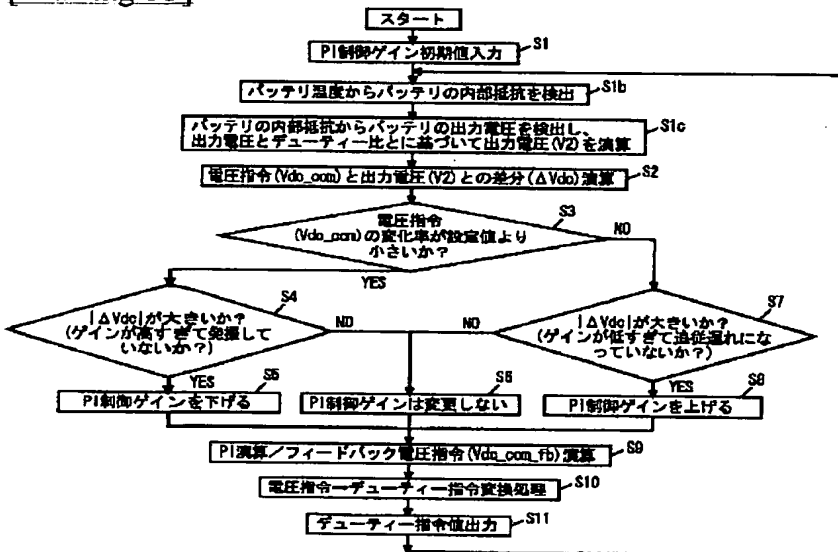 スタート
PI制御ゲイン初期値入力
S1
バッテリ温度からバッテリの内部抵抗を検出
S1b
バッテリの内部抵抗からバッテリの出力電圧を検出し、
出力電圧とデューティー比とに基づいて出力電圧(V2)を演算
S1c
電圧指令(Vdc_com)と出力電圧(V2)との差分(ΔVdc)演算
S2
電圧指令
(Vdc_com)の変化率が設定値より
小さいか?
S3
NO
YES
|ΔVdc|が大きいか?
(ゲインが高すぎて発振して
いないか?)
S4
NO
NO
|ΔVdc|が大きいか?
(ゲインが低すぎて追従遅れにな
っていないか?)
S7
YES
S5
PI制御ゲインを下げる
S6
PI制御ゲインは変更しない
YES
S8
PI制御ゲインを上げる
PI演算/フィードバック電圧指令(Vdc_com_fb)演算
S9
電圧指令→デューティー指令変換処理
S10
デューティー指令値出力
S11